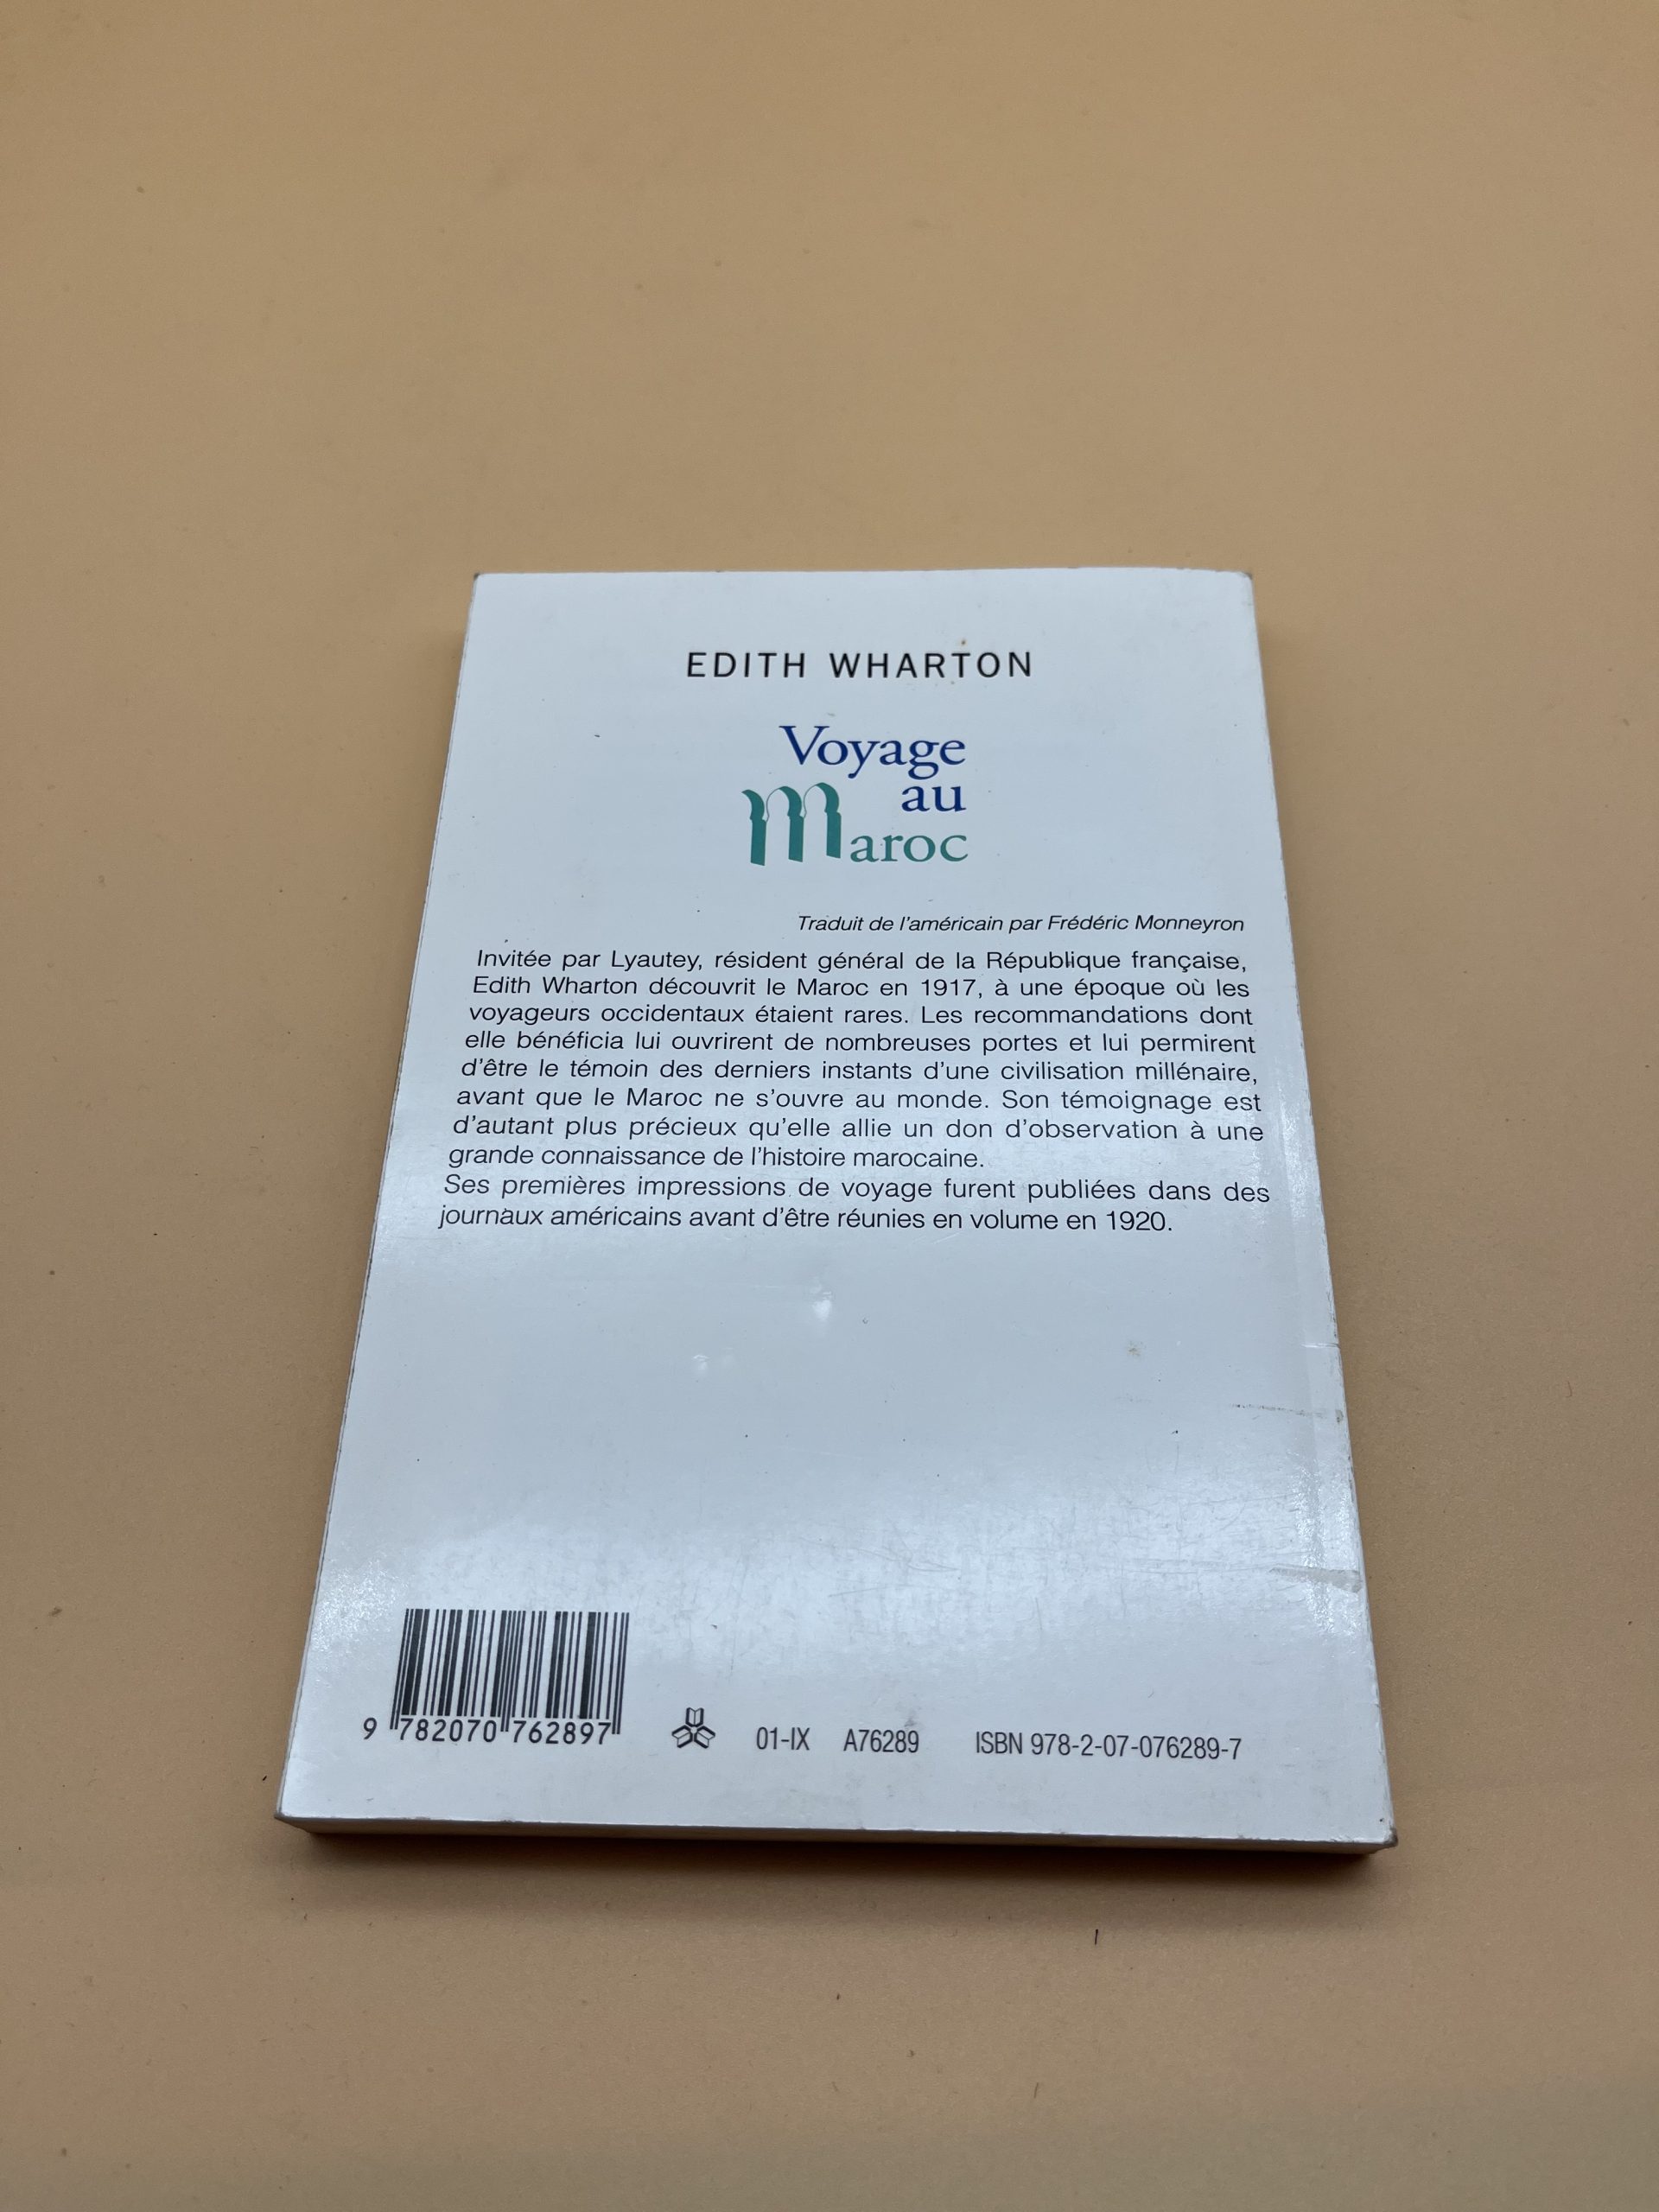 EDITH WHARTON
Voyage
au
Maroc
Traduit de l'américain par Frédéric Monneyron
Invitée par Lyautey, résident général de la République française,
Edith Wharton découvrit le Maroc en 1917, à une époque où les
voyageurs occidentaux étaient rares. Les recommandations dont
elle bénéficia lui ouvrirent de nombreuses portes et lui permirent
d'être le témoin des derniers instants d'une civilisation millénaire,
avant que le Maroc ne s'ouvre au monde. Son témoignage est
d'autant plus précieux qu'elle allie un don d'observation à une
grande connaissance de l'histoire marocaine.
Ses premières impressions de voyage furent publiées dans des
journaux américains avant d'être réunies en volume en 1920.
9 782070 762897 01-IX A76289 ISBN 978-2-07-076289-7